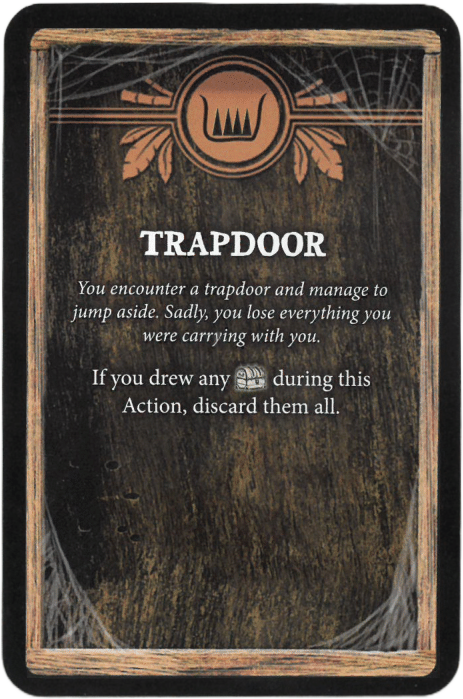 TRAPDOOR
You encounter a trapdoor and manage to
jump aside. Sadly, you lose everything you
were carrying with you.
If you drew any during this
Action, discard them all.